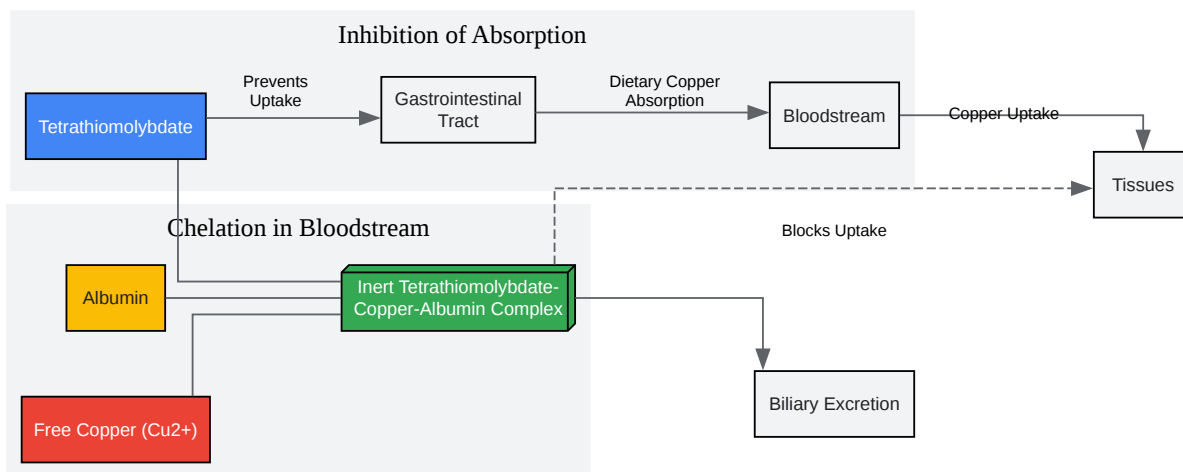 Inhibition of Absorption
Prevents
Uptake
Dietary Copper
Absorption
Tetrathiomolybdate
Gastrointestinal
Tract
Bloodstream
Copper Uptake
Tissues
Chelation in Bloodstream
Blocks Uptake
Albumin
Inert Tetrathiomolybdate-
Copper-Albumin Complex
Free Copper (Cu2+)
Biliary Excretion